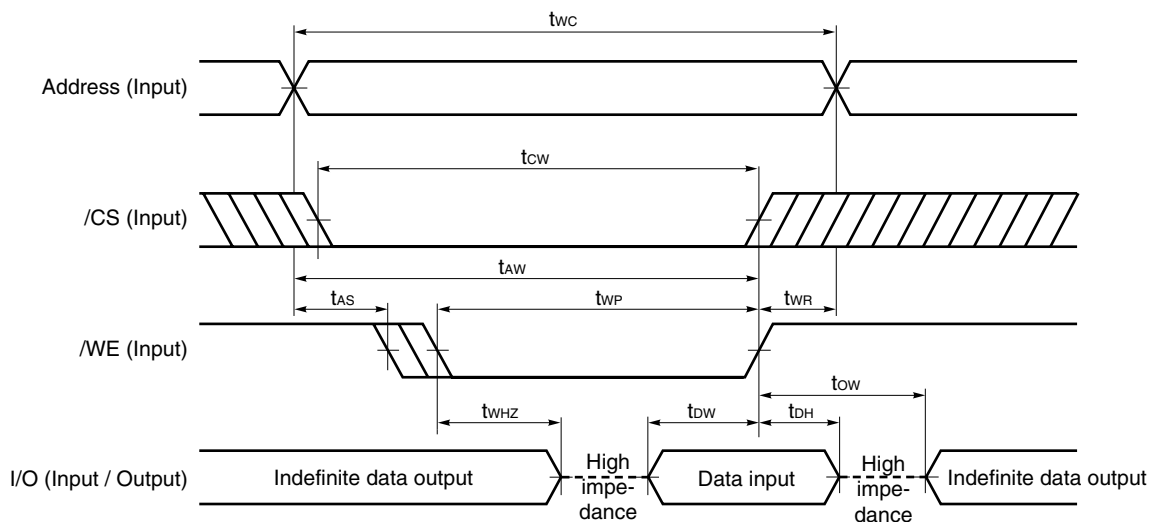 tWC
Address (Input)
tCW
/CS (Input)
tAW
tAS
tWP
tWR
/WE (Input)
tOW
tWHZ
tDW
tDH
I/O (Input / Output)
Indefinite data output
High
impe-
dance
Data input
High
impe-
dance
Indefinite data output